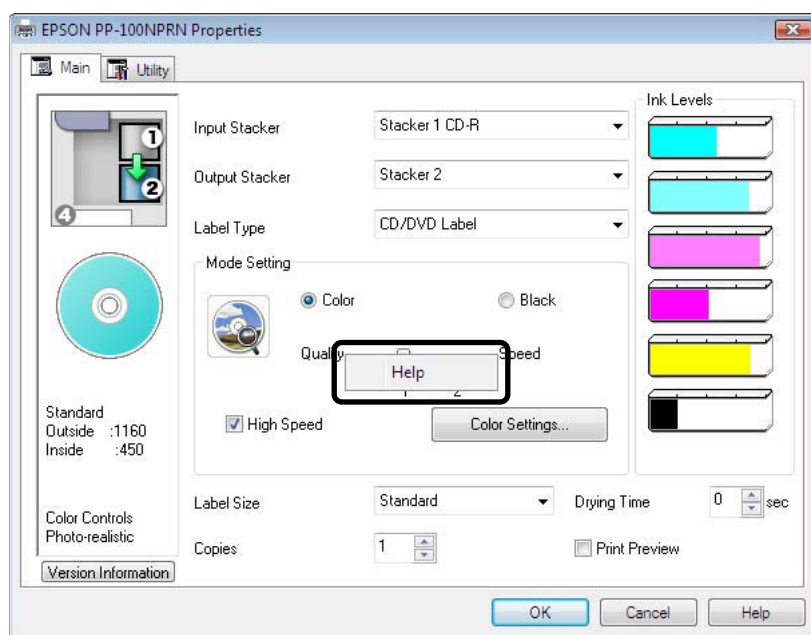 EPSON PP-100NPRN Properties
Main
Utility
1
2
4
Standard
Outside :1160
Inside :450
Color Controls
Photo-realistic
Version Information
Input Stacker Stacker 1 CD-R
Output Stacker Stacker 2
Label Type CD/DVD Label
Mode Setting
Color Black
Quality Speed
Help
1 2
High Speed Color Settings...
Label Size Standard Drying Time 0 sec
Copies 1 Print Preview
Ink Levels
OK Cancel Help